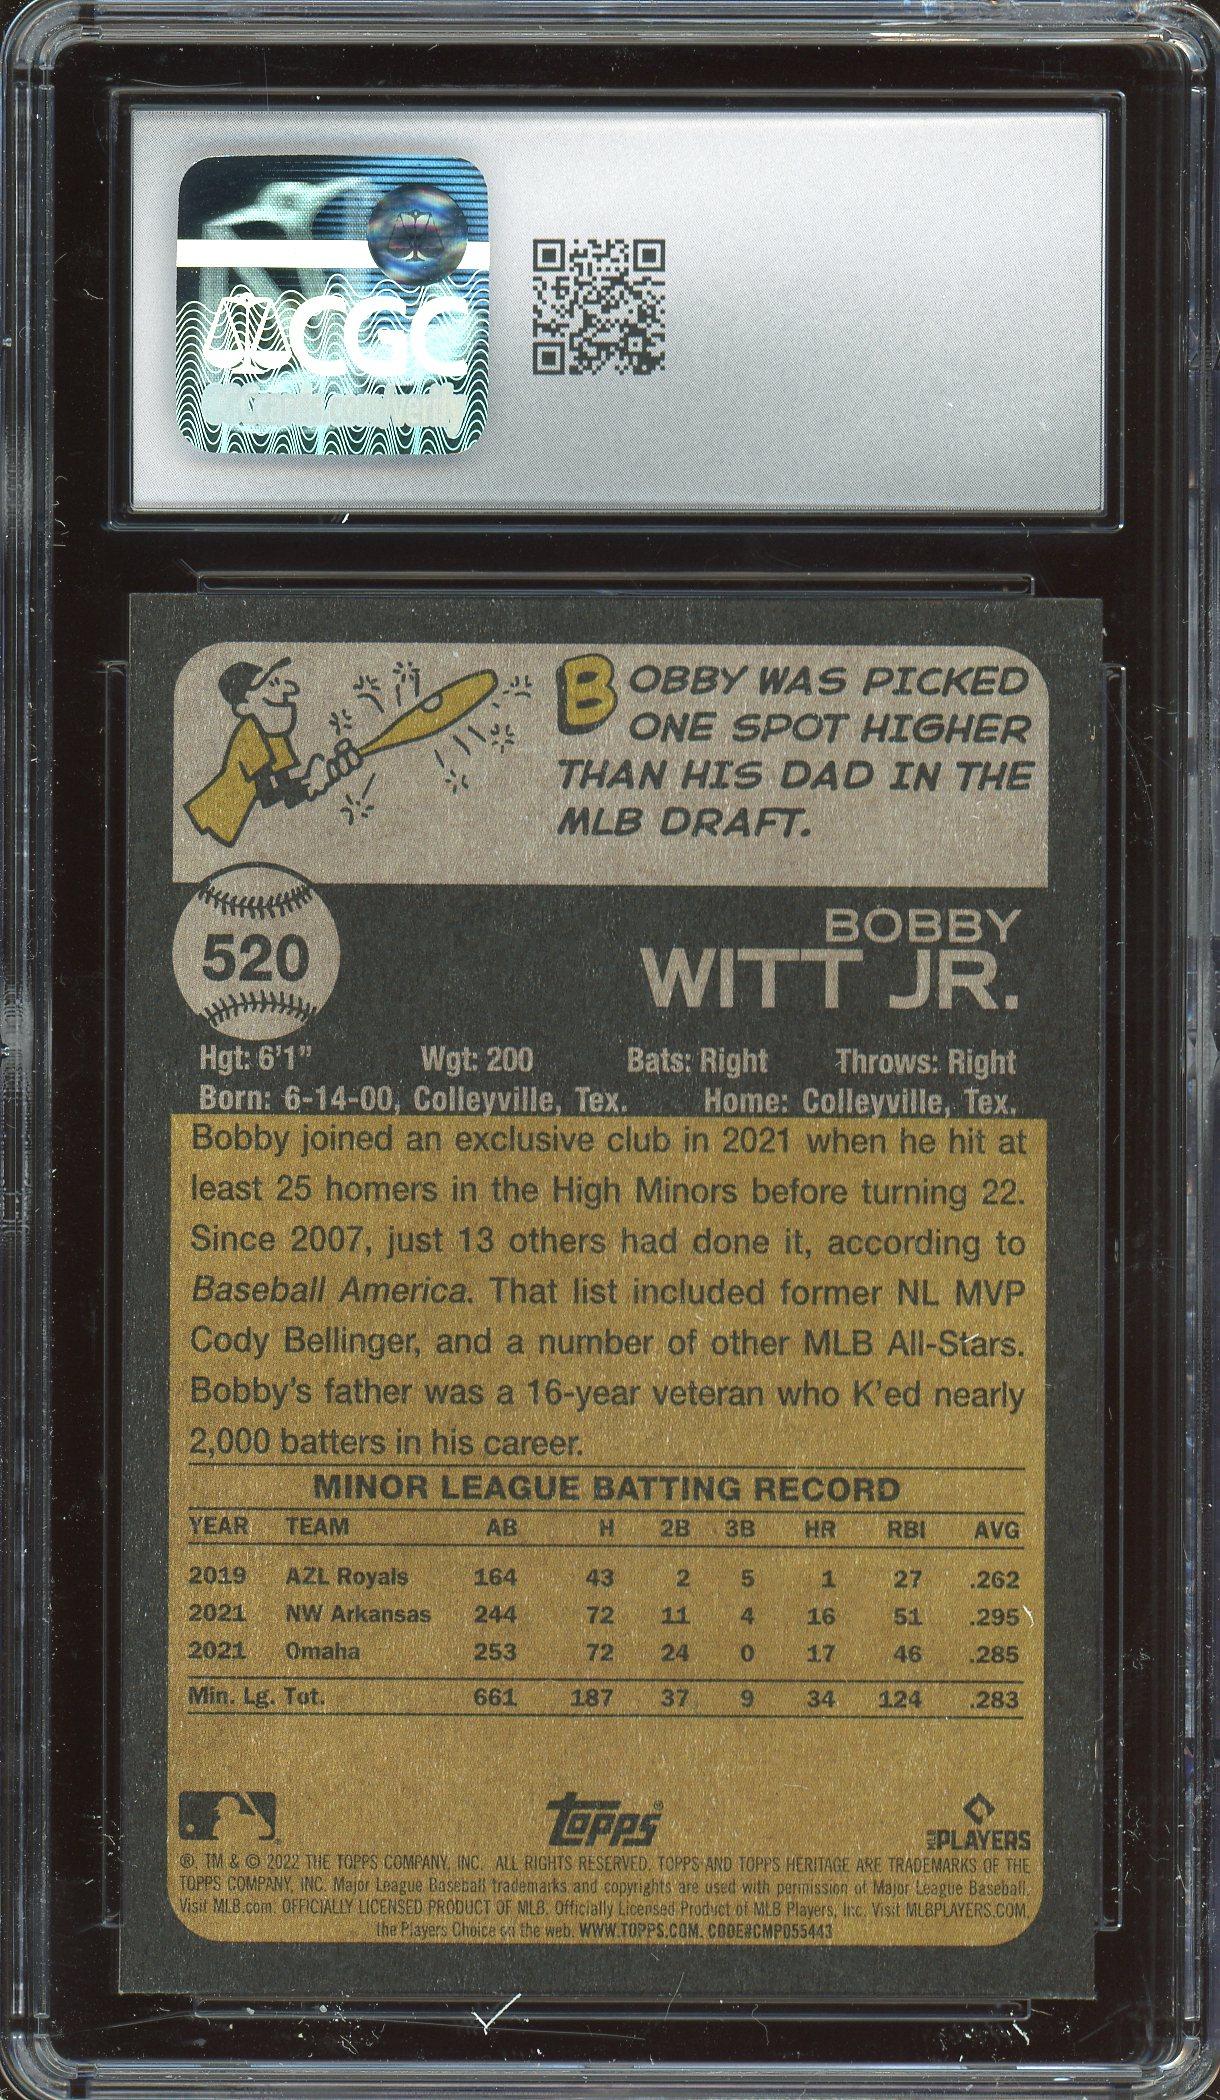 CGC
BOBBY WAS PICKED
ONE SPOT HIGHER
THAN HIS DAD IN THE
MLB DRAFT.
520
BOBBY
WITT JR.
Hgt: 6'1" Wgt: 200 Bats: Right Throws: Right
Born: 6-14-00, Colleyville, Tex. Home: Colleyville, Tex.
Bobby joined an exclusive club in 2021 when he hit at
least 25 homers in the High Minors before turning 22.
Since 2007, just 13 others had done it, according to
Baseball America. That list included former NL MVP
Cody Bellinger, and a number of other MLB All-Stars.
Bobby's father was a 16-year veteran who K'ed nearly
2,000 batters in his career.
MINOR LEAGUE BATTING RECORD
YEAR TEAM AB H 2B 3B HR RBI AVG
2019 AZL Royals 164 43 2 5 1 27 .262
2021 NW Arkansas 244 72 11 4 16 51 .295
2021 Omaha 253 72 24 0 17 46 .285
Min. Lg. Tot. 661 187 37 9 34 124 .283
topps®
MLB PLAYERS
®, TM & © 2022 THE TOPPS COMPANY, INC. ALL RIGHTS RESERVED. TOPPS AND TOPPS HERITAGE ARE TRADEMARKS OF THE
TOPPS COMPANY, INC. Major League Baseball trademarks and copyrights are used with permission of Major League Baseball.
Visit MLB.com. OFFICIALLY LICENSED PRODUCT OF MLB. Officially Licensed Product of MLB Players, Inc. Visit MLBPLAYERS.COM,
the Players Choice on the web. WWW.TOPPS.COM. CODE#CMP055443